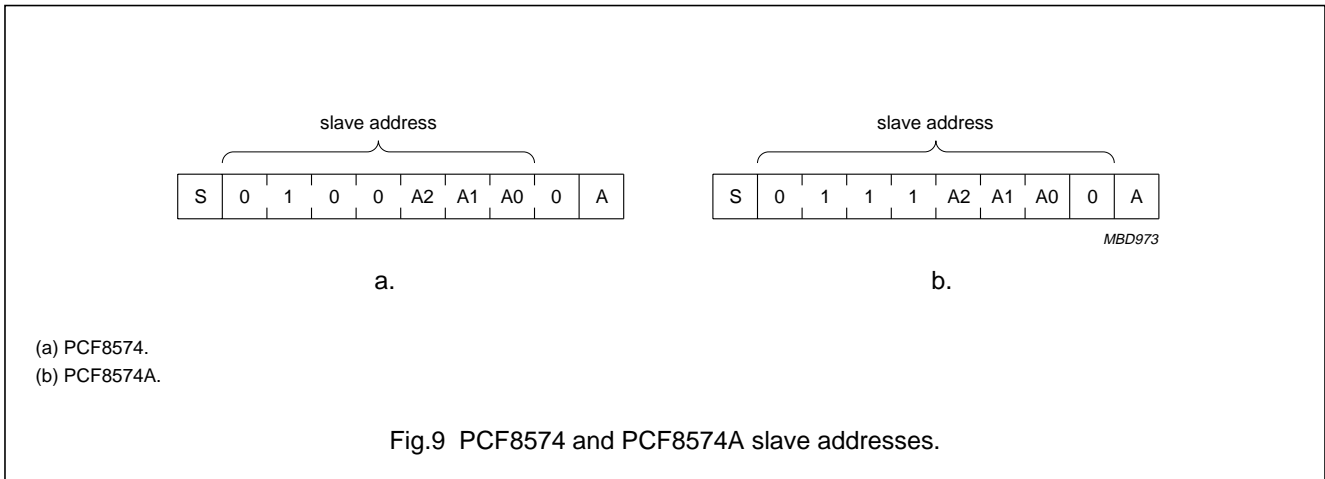 slave address
S 0 1 0 0 A2 A1 A0 0 A
a.
slave address
S 0 1 1 1 A2 A1 A0 0 A
MBD973
b.
(a) PCF8574.
(b) PCF8574A.
Fig.9 PCF8574 and PCF8574A slave addresses.